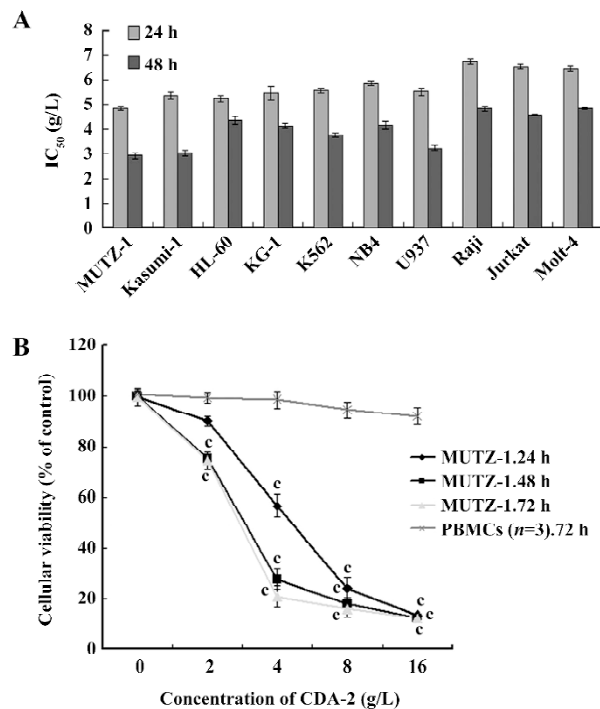 A
24 h
48 h
IC50 (g/L)
8
7
6
5
4
3
2
1
0
MUTZ-1
Kasumi-1
HL-60
KG-1
K562
NB4
U937
Raji
Jurkat
Molt-4
B
Cellular viability (% of control)
120
100
80
60
40
20
0
c
c
c
c
c
c
c
c
c
c
c
c
MUTZ-1.24 h
MUTZ-1.48 h
MUTZ-1.72 h
PBMCs (n=3).72 h
0 2 4 8 16
Concentration of CDA-2 (g/L)